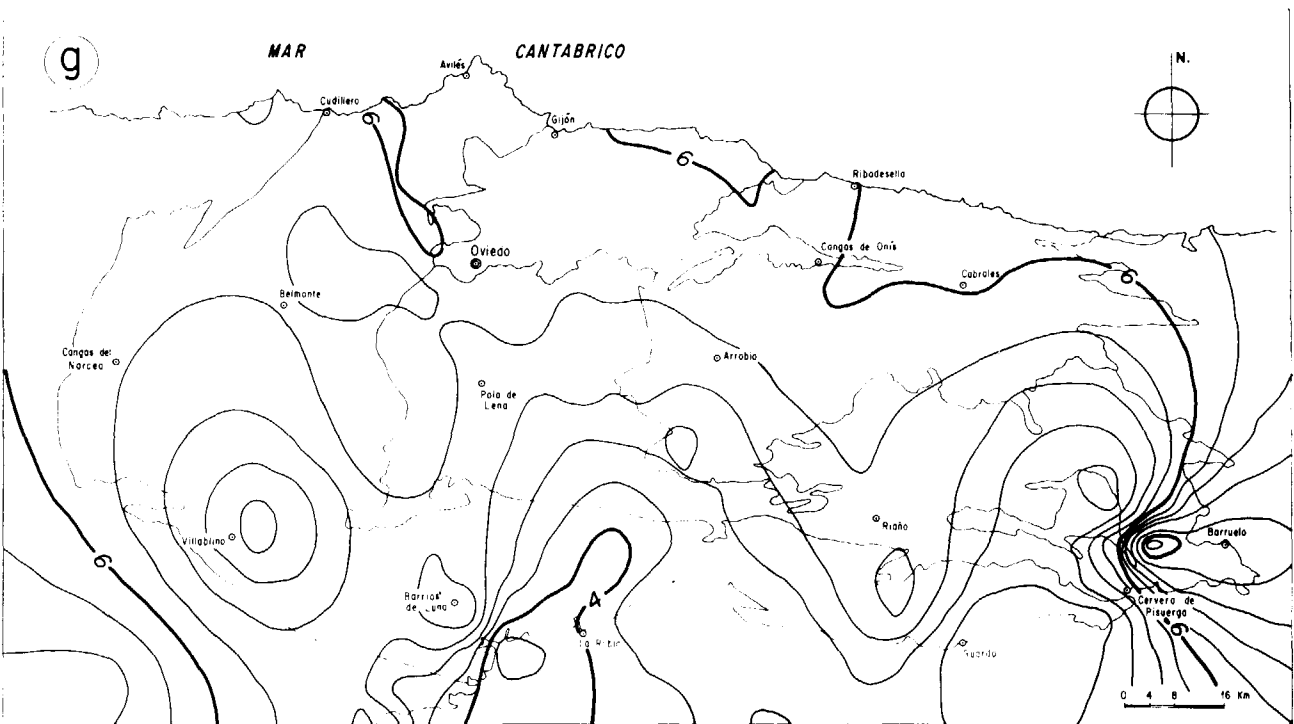 g
MAR CANTABRICO
N.
Avilés
Cudillero
6
Gijón
6
Ribadesella
Oviedo
Cangas de Onís
Cabrales
6
Belmonte
Cangas del
Narcea
Arrobio
Pola de
Lena
6
Villablino
Riaño
Barruelo
Barrios
de Luna
4
Cervera de
Pisuerga
6
Guardo
0 4 8 16 Km